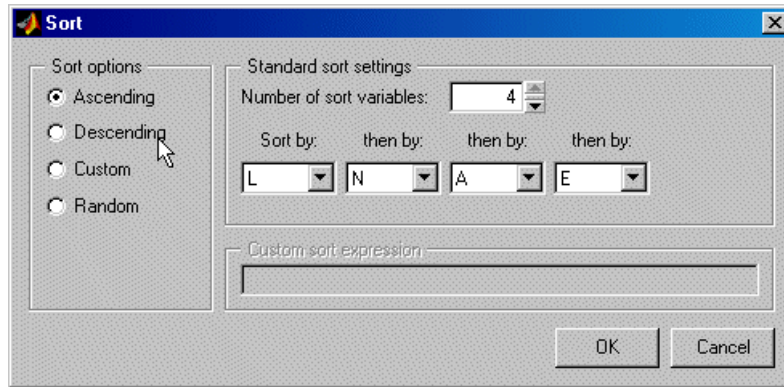 Sort
Sort options
Ascending
Descending
Custom
Random
Standard sort settings
Number of sort variables: 4
Sort by: then by: then by: then by:
L N A E
Custom sort expression
OK Cancel